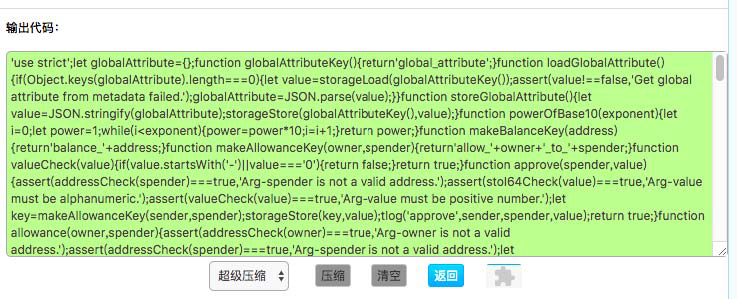 输出代码：
'use strict';let globalAttribute={};function globalAttributeKey(){return'global_attribute';}function loadGlobalAttribute()
{if(Object.keys(globalAttribute).length===0){let value=storageLoad(globalAttributeKey());assert(value!==false,'Get global
attribute from metadata failed.');globalAttribute=JSON.parse(value);}}function storeGlobalAttribute(){let
value=JSON.stringify(globalAttribute);storageStore(globalAttributeKey(),value);}function powerOfBase10(exponent){let
i=0;let power=1;while(i<exponent){power=power*10;i=i+1;}return power;}function makeBalanceKey(address)
{return'balance_'+address;}function makeAllowanceKey(owner,spender){return'allow_'+owner+'_to_'+spender;}function
valueCheck(value){if(value.startsWith('-')||value==='0'){return false;}return true;}function approve(spender,value)
{assert(addressCheck(spender)===true,'Arg-spender is not a valid address.');assert(stoI64Check(value)===true,'Arg-value
must be alphanumeric.');assert(valueCheck(value)===true,'Arg-value must be positive number.');let
key=makeAllowanceKey(sender,spender);storageStore(key,value);tlog('approve',sender,spender,value);return true;}function
allowance(owner,spender){assert(addressCheck(owner)===true,'Arg-owner is not a valid
address.');assert(addressCheck(spender)===true,'Arg-spender is not a valid address.');let
超级压缩 压缩 清空 返回